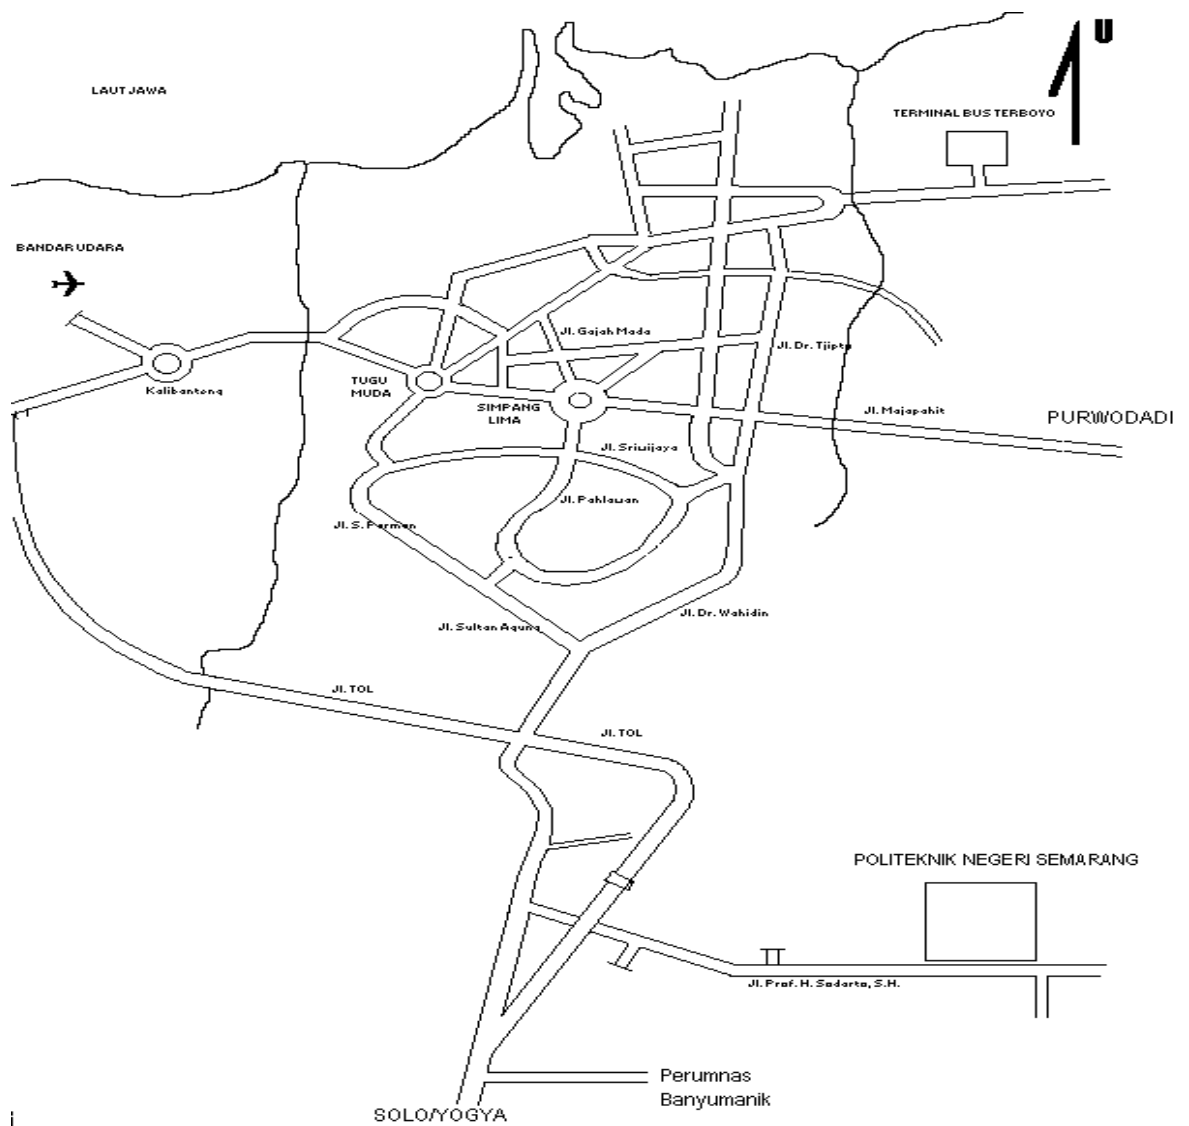 U
LAUT JAWA
TERMINAL BUS TERBOYO
BANDAR UDARA
Jl. Gajah Mada
Jl. Dr. Tjipto
Kalibanteng
TUGU
MUDA
SIMPANG
LIMA
Jl. Majapahit
PURWODADI
Jl. Sriwijaya
Jl. Pahlawan
Jl. S. Parman
Jl. Sultan Agung
Jl. Dr. Wahidin
Jl. TOL
Jl. TOL
POLITEKNIK NEGERI SEMARANG
Jl. Prof. H. Sudarto, S.H.
Perumnas
Banyumanik
SOLO/YOGYA